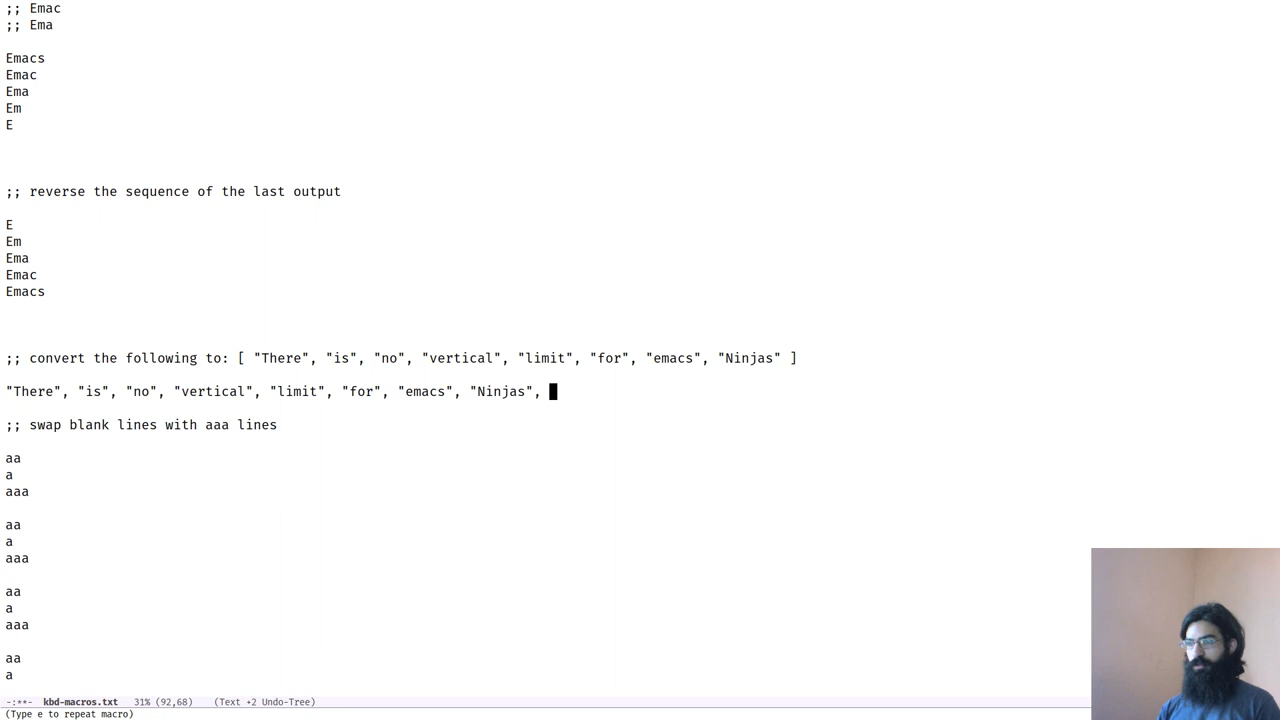 ;; Emac
;; Ema
Emacs
Emac
Ema
Em
E
;; reverse the sequence of the last output
E
Em
Ema
Emac
Emacs
;; convert the following to: [ "There", "is", "no", "vertical", "limit", "for", "emacs", "Ninjas" ]
"There", "is", "no", "vertical", "limit", "for", "emacs", "Ninjas",
;; swap blank lines with aaa lines
aa
a
aaa
aa
a
aaa
aa
a
aaa
aa
a
-:**- kbd-macros.txt 31% (92,68) (Text +2 Undo-Tree)
(Type e to repeat macro)